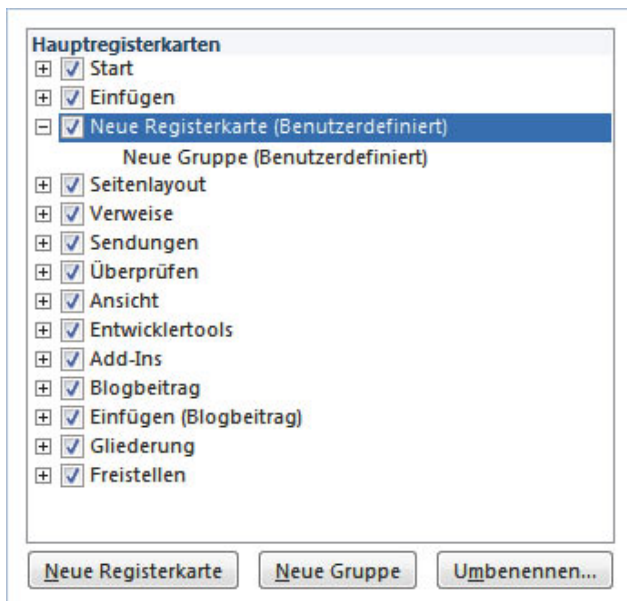 Hauptregisterkarten
Start
Einfügen
Neue Registerkarte (Benutzerdefiniert)
Neue Gruppe (Benutzerdefiniert)
Seitenlayout
Verweise
Sendungen
Überprüfen
Ansicht
Entwicklertools
Add-Ins
Blogbeitrag
Einfügen (Blogbeitrag)
Gliederung
Freistellen
Neue Registerkarte Neue Gruppe Umbenennen...